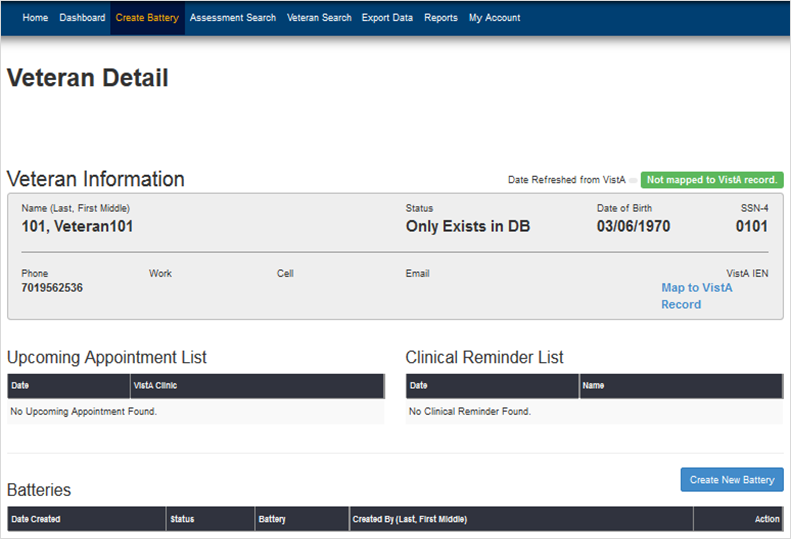 Home Dashboard Create Battery Assessment Search Veteran Search Export Data Reports My Account
Veteran Detail
Veteran Information
Date Refreshed from VistA
Not mapped to VistA record.
Name (Last, First Middle) Status Date of Birth SSN-4
101, Veteran101 Only Exists in DB 03/06/1970 0101
Phone Work Cell Email VistA IEN
7019562536 Map to VistA
Record
Upcoming Appointment List Clinical Reminder List
Date VistA Clinic Date Name
No Upcoming Appointment Found. No Clinical Reminder Found.
Create New Battery
Batteries
Date Created Status Battery Created By (Last, First Middle) Action